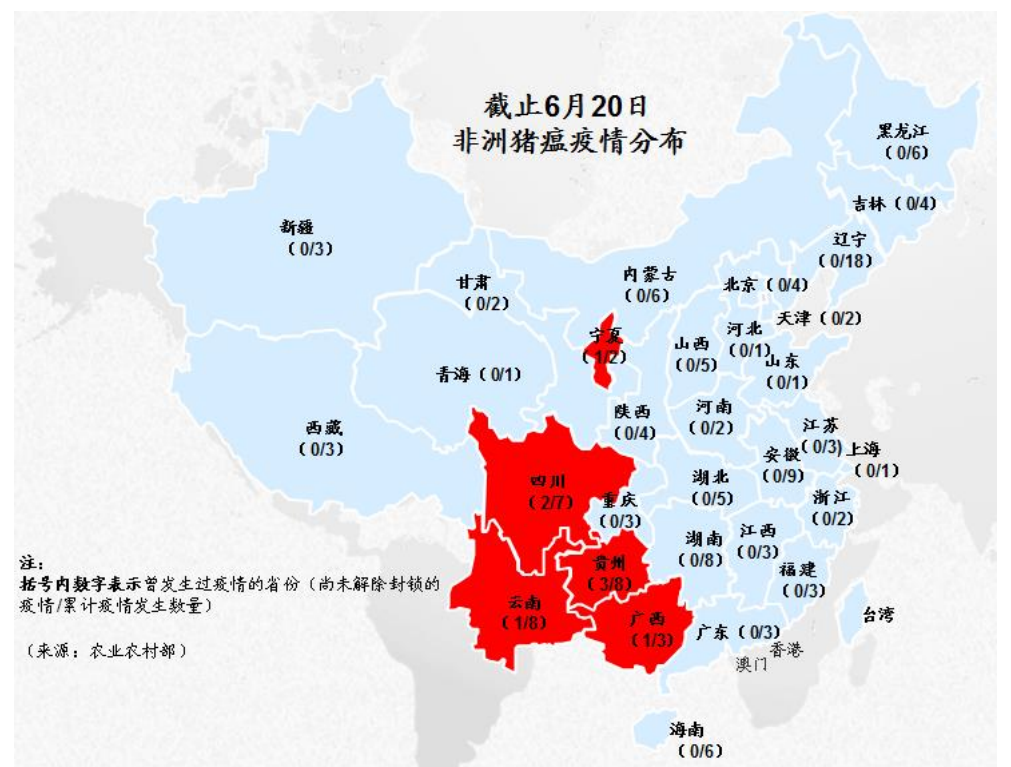 截止6月20日
非洲猪瘟疫情分布
黑龙江
(0/6)
吉林(0/4)
辽宁
(0/18)
新疆
(0/3)
内蒙古
(0/6)
甘肃
(0/2)
北京(0/4)
天津(0/2)
宁夏
(1/2)
河北
(0/1)
山西
(0/5)
山东
(0/1)
青海(0/1)
陕西
(0/4)
河南
(0/2)
西藏
(0/3)
江苏
(0/3)
安徽
(0/9)
上海
(0/1)
四川
(2/7)
湖北
(0/5)
重庆
(0/3)
浙江
(0/2)
湖南
(0/8)
江西
(0/3)
贵州
(3/8)
福建
(0/3)
云南
(1/8)
广西
(1/3)
广东(0/3)
台湾
香港
澳门
海南
(0/6)
注:
括号内数字表示曾发生过疫情的省份(尚未解除封锁的
疫情/累计疫情发生数量)
(来源:农业农村部)